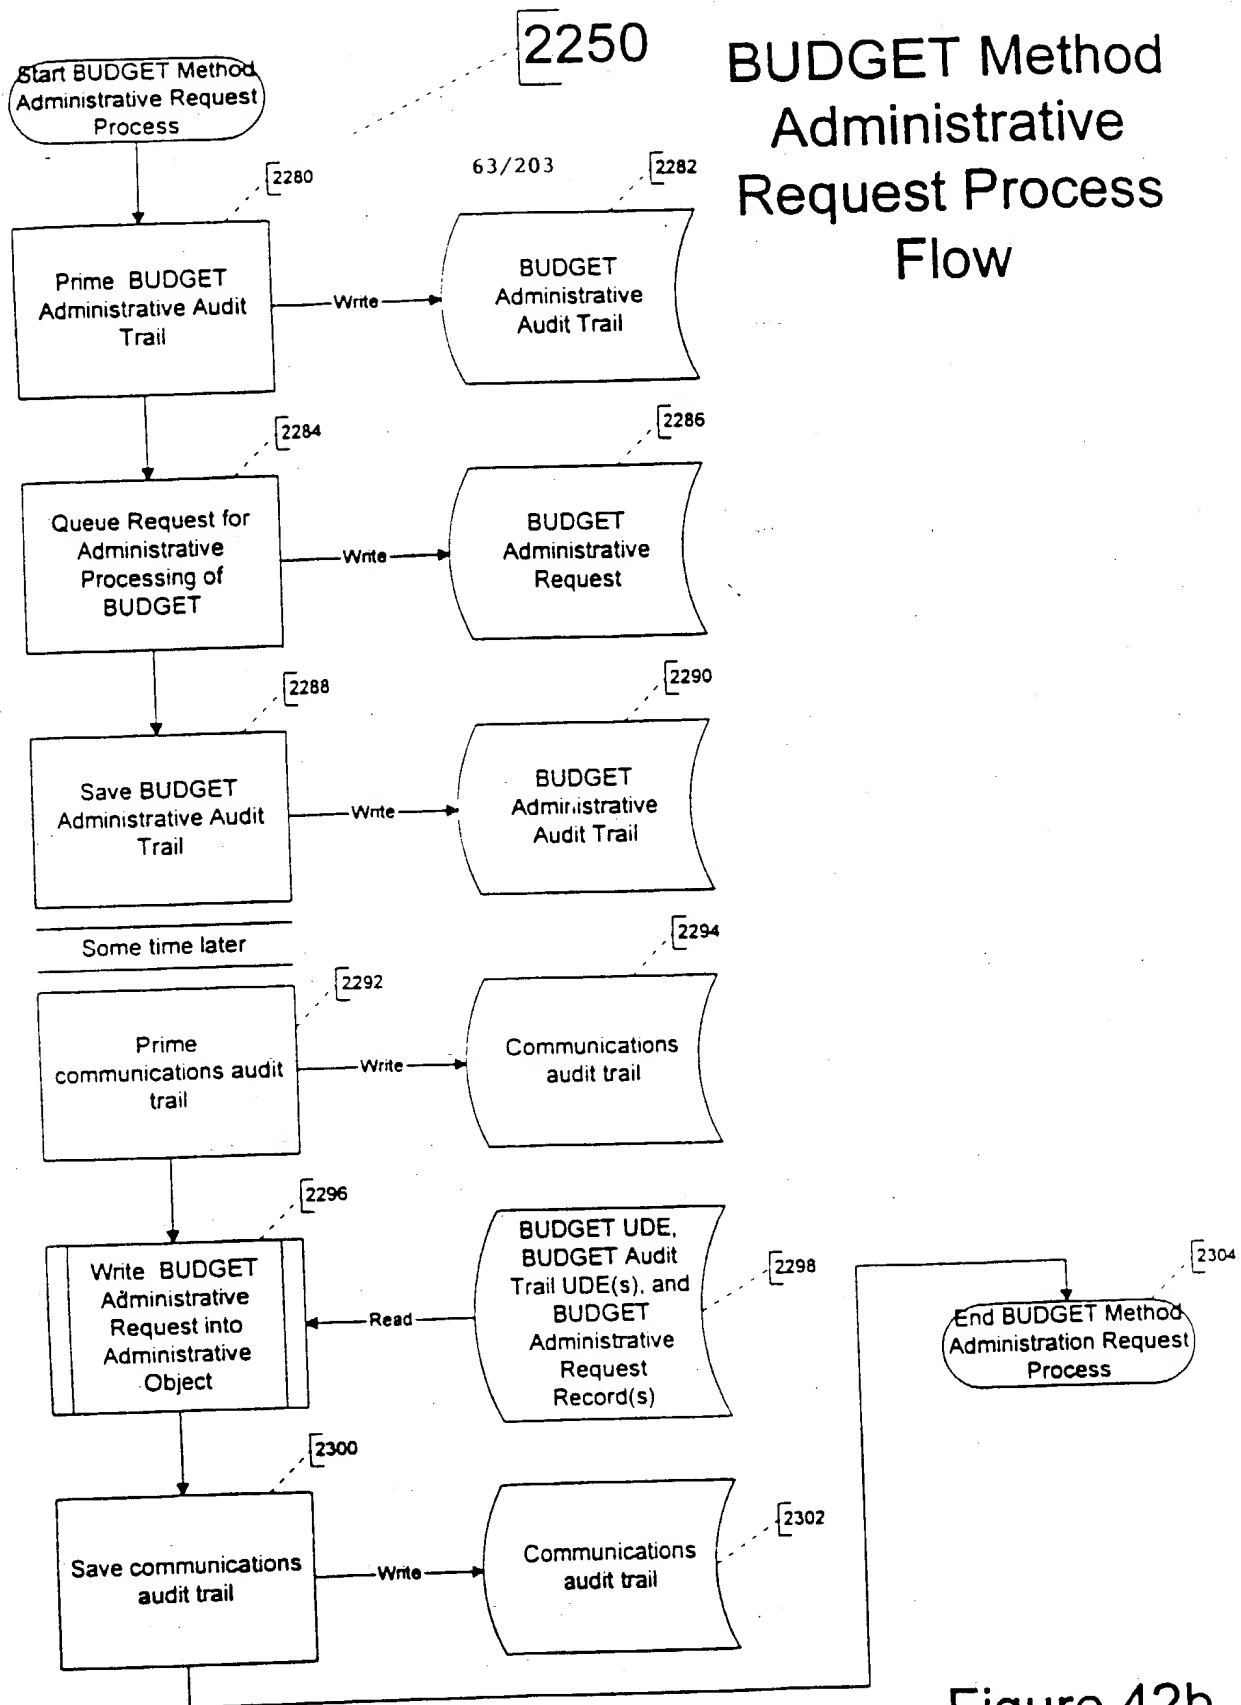 2250
BUDGET Method
Administrative
Request Process
Flow
63/203
Start BUDGET Method
Administrative Request
Process
2280
Prime BUDGET
Administrative Audit
Trail
Write
2282
BUDGET
Administrative
Audit Trail
2284
Queue Request for
Administrative
Processing of
BUDGET
Write
2286
BUDGET
Administrative
Request
2288
Save BUDGET
Administrative Audit
Trail
Write
2290
BUDGET
Administrative
Audit Trail
Some time later
2292
Prime
communications audit
trail
Write
2294
Communications
audit trail
2296
Write BUDGET
Administrative
Request into
Administrative
Object
Read
2298
BUDGET UDE,
BUDGET Audit
Trail UDE(s), and
BUDGET
Administrative
Request
Record(s)
2300
Save communications
audit trail
Write
2302
Communications
audit trail
2304
End BUDGET Method
Administration Request
Process
Figure 42b